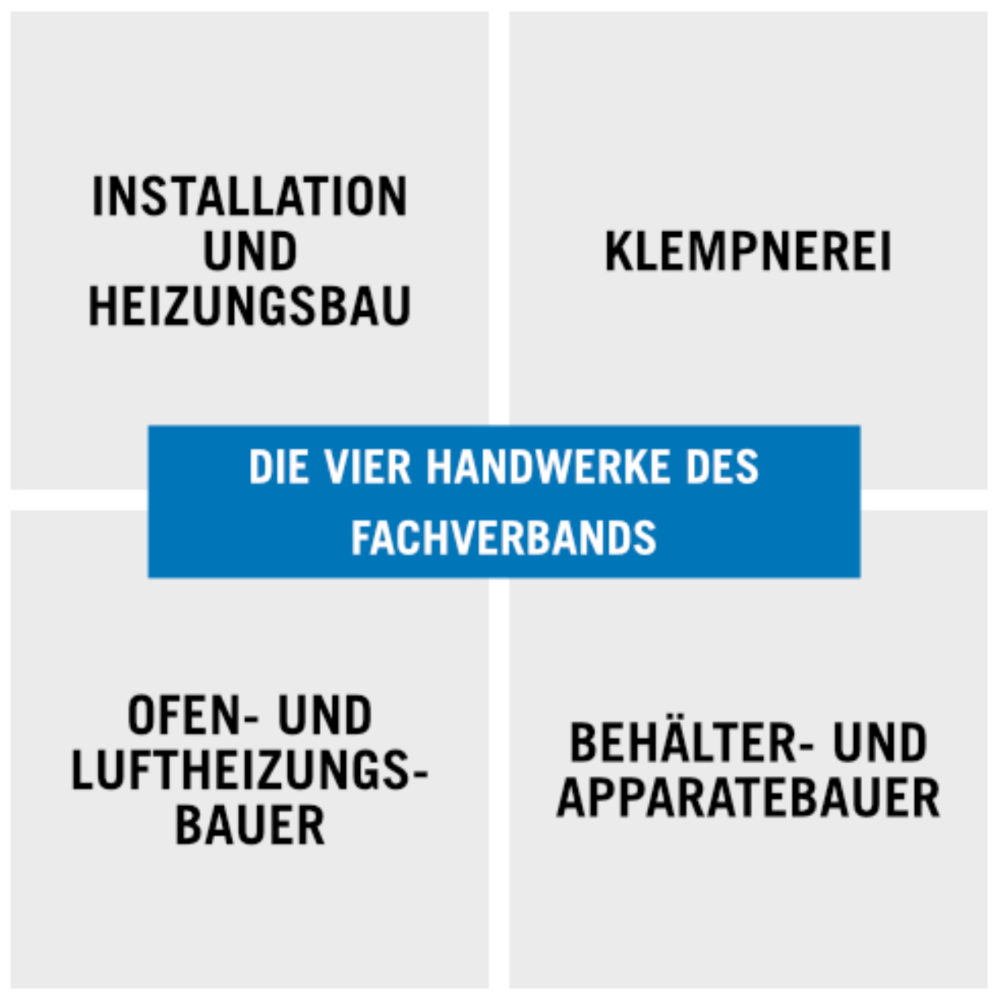 INSTALLATION
UND
HEIZUNGSBAU
KLEMPNEREI
DIE VIER HANDWERKE DES
FACHVERBANDS
OFEN- UND
LUFTHEIZUNGS-
BAUER
BEHÄLTER- UND
APPARATEBAUER